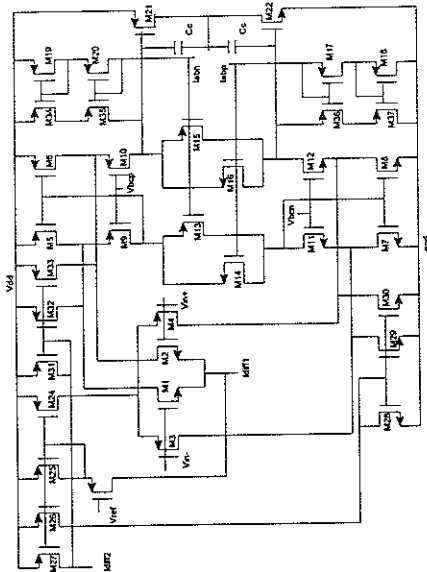 Vdd
M27
M26
M25
M24
M31
M32
M33
M5
M6
M34
M19
M35
M20
M21
Idiff2
Vref
M9
Vbcp
M10
Cc
Iabn
Vin-
M3
M1
M2
M4
Vin+
M13
M15
M14
M16
Iabp
Cc
Idiff1
M11
Vbcn
M12
M36
M17
M22
M28
M29
M30
M7
M8
M37
M18
gnd